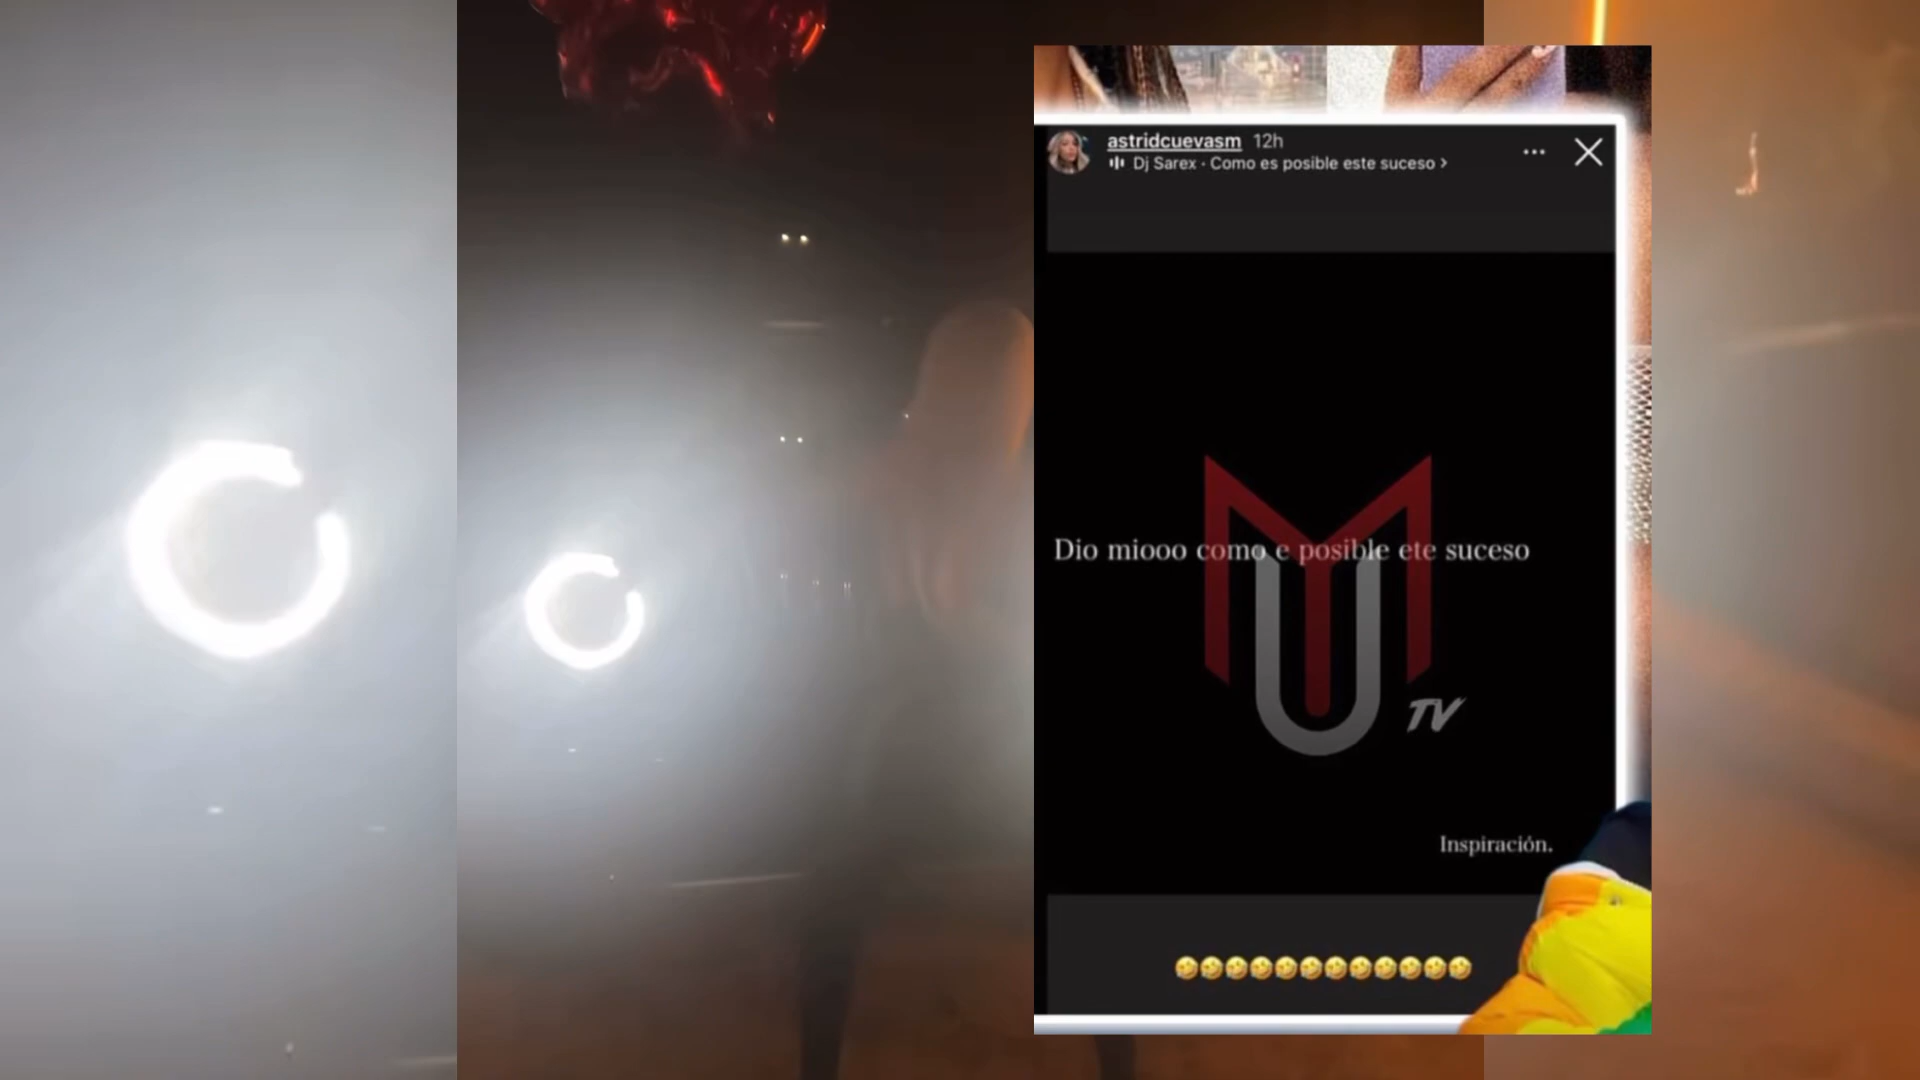 astridcuevasm 12h
Dj Sarex · Como es posible este suceso >
Dio miooo como e posible ete suceso
TV
Inspiración.
🤣🤣🤣🤣🤣🤣🤣🤣🤣🤣🤣🤣